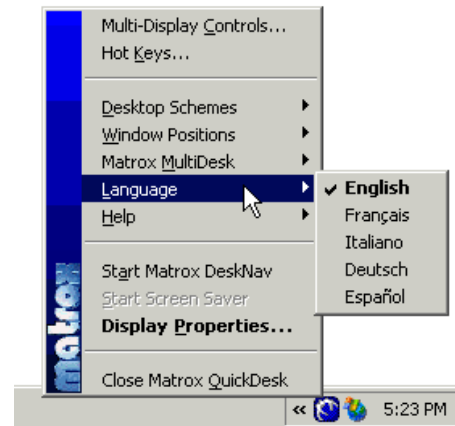 Multi-Display Controls...
Hot Keys...
Desktop Schemes
Window Positions
Matrox MultiDesk
Language
Help
Start Matrox DeskNav
Start Screen Saver
Display Properties...
Close Matrox QuickDesk
matrox
English
Français
Italiano
Deutsch
Español
« 5:23 PM